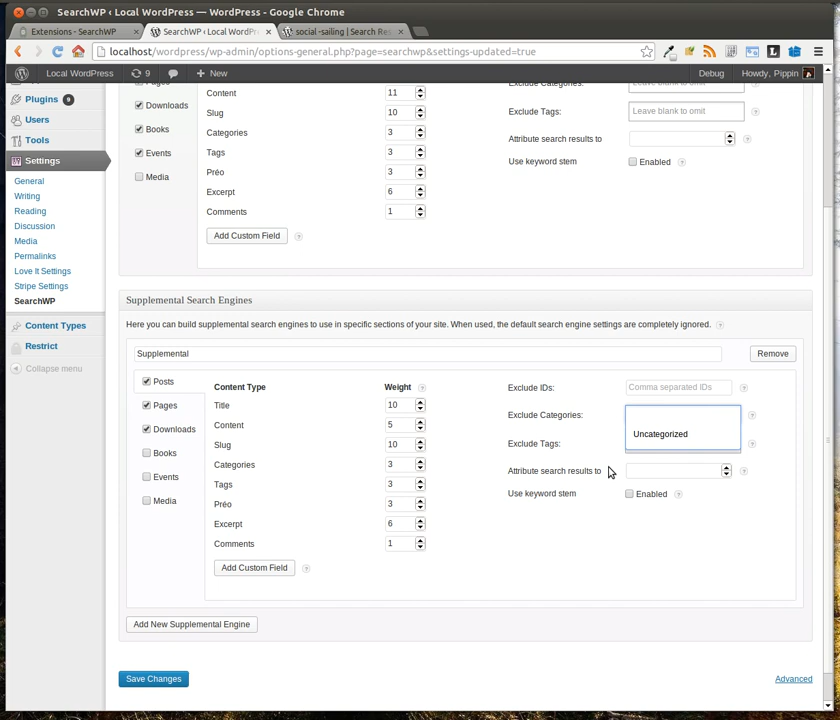 SearchWP ‹ Local WordPress — WordPress - Google Chrome
Extensions - SearchWP
SearchWP ‹ Local WordPr
social -sailing | Search Res
localhost/wordpress/wp-admin/options-general.php?page=searchwp&settings-updated=true
Local WordPress 9 + New Debug Howdy, Pippin
Plugins 9
Users
Tools
Settings
General
Writing
Reading
Discussion
Media
Permalinks
Love It Settings
Stripe Settings
SearchWP
Content Types
Restrict
Collapse menu
Pages
Downloads
Books
Events
Media
Content 11
Slug 10
Categories 3
Tags 3
Préo 3
Excerpt 6
Comments 1
Add Custom Field ?
Exclude Categories: Leave blank to omit
Exclude Tags: Leave blank to omit ?
Attribute search results to ?
Use keyword stem Enabled ?
Supplemental Search Engines
Here you can build supplemental search engines to use in specific sections of your site. When used, the default search engine settings are completely ignored. ?
Supplemental Remove
Posts
Pages
Downloads
Books
Events
Media
Content Type Weight ?
Title 10
Content 5
Slug 10
Categories 3
Tags 3
Préo 3
Excerpt 6
Comments 1
Add Custom Field ?
Exclude IDs: Comma separated IDs ?
Exclude Categories: ?
Uncategorized
Exclude Tags: ?
Attribute search results to ?
Use keyword stem Enabled ?
Add New Supplemental Engine
Save Changes Advanced